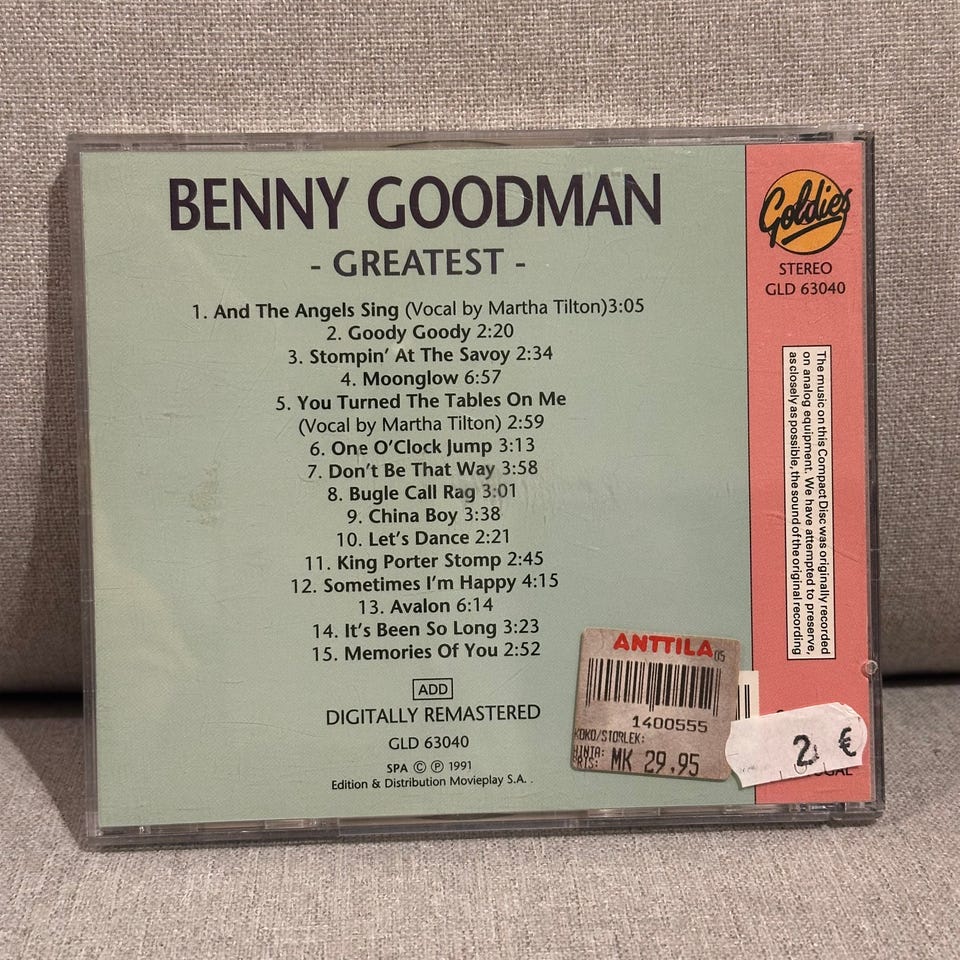 BENNY GOODMAN
- GREATEST -
1. And The Angels Sing (Vocal by Martha Tilton)3:05
2. Goody Goody 2:20
3. Stompin' At The Savoy 2:34
4. Moonglow 6:57
5. You Turned The Tables On Me
(Vocal by Martha Tilton) 2:59
6. One O'Clock Jump 3:13
7. Don't Be That Way 3:58
8. Bugle Call Rag 3:01
9. China Boy 3:38
10. Let's Dance 2:21
11. King Porter Stomp 2:45
12. Sometimes I'm Happy 4:15
13. Avalon 6:14
14. It's Been So Long 3:23
15. Memories Of You 2:52
ADD
DIGITALLY REMASTERED
GLD 63040
SPA © ℗ 1991
Edition & Distribution Movieplay S.A.
Goldies
STEREO
GLD 63040
The music on this Compact Disc was originally recorded
on analog equipment. We have attempted to preserve,
as closely as possible, the sound of the original recording
ANTTILA 05
1400555
KOKO/STORLEK:
HINTA:
PRIS: MK 29.95
2 €